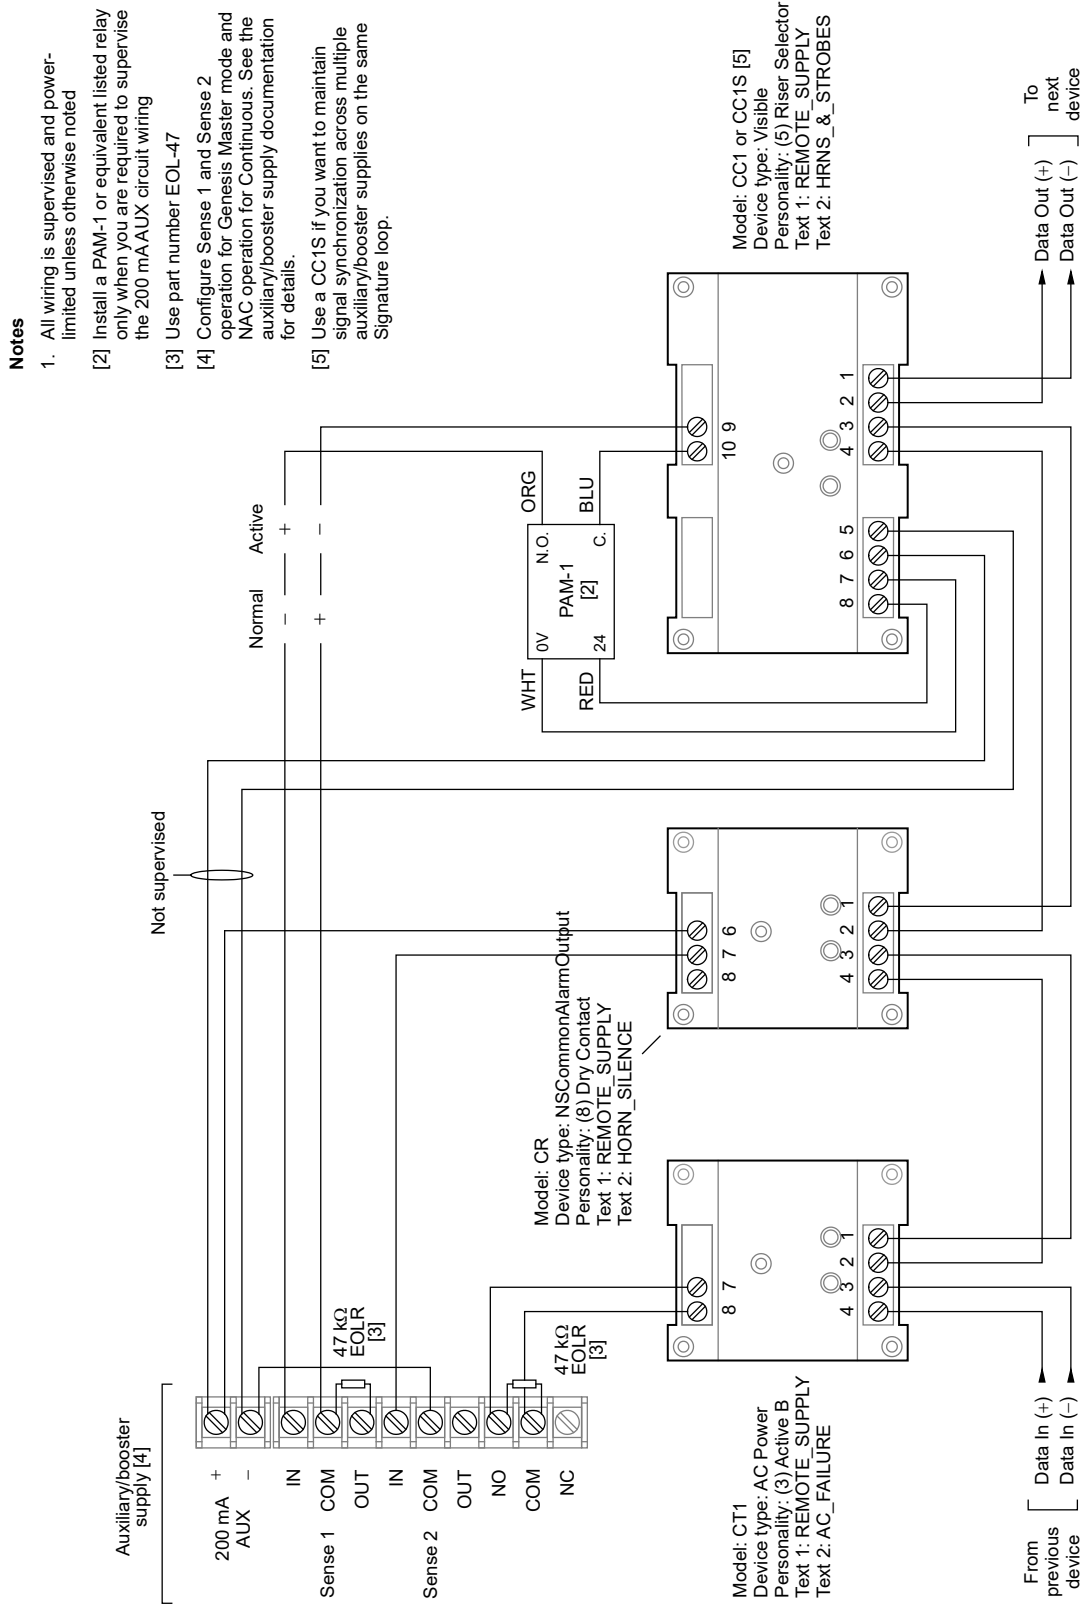 Notes
1. All wiring is supervised and power-
limited unless otherwise noted
[2] Install a PAM-1 or equivalent listed relay
only when you are required to supervise
the 200 mA AUX circuit wiring
[3] Use part number EOL-47
[4] Configure Sense 1 and Sense 2
operation for Genesis Master mode and
NAC operation for Continuous. See the
auxiliary/booster supply documentation
for details.
[5] Use a CC1S if you want to maintain
signal synchronization across multiple
auxiliary/booster supplies on the same
Signature loop.
Auxiliary/booster
supply [4]
200 mA
AUX
+
–
Sense 1
IN
COM
OUT
Sense 2
IN
COM
OUT
NO
COM
NC
47 kΩ
EOLR
[3]
47 kΩ
EOLR
[3]
Not supervised
Normal Active
– +
+ –
WHT
RED
0V N.O.
PAM-1
[2]
24 C.
ORG
BLU
Model: CT1
Device type: AC Power
Personality: (3) Active B
Text 1: REMOTE_SUPPLY
Text 2: AC_FAILURE
8 7
4 3 2 1
Model: CR
Device type: NSCommonAlarmOutput
Personality: (8) Dry Contact
Text 1: REMOTE_SUPPLY
Text 2: HORN_SILENCE
8 7 6
4 3 2 1
Model: CC1 or CC1S [5]
Device type: Visible
Personality: (5) Riser Selector
Text 1: REMOTE_SUPPLY
Text 2: HRNS_&_STROBES
10 9
8 7 6 5 4 3 2 1
From
previous
device
Data In (+)
Data In (–)
Data Out (+)
Data Out (–)
To
next
device